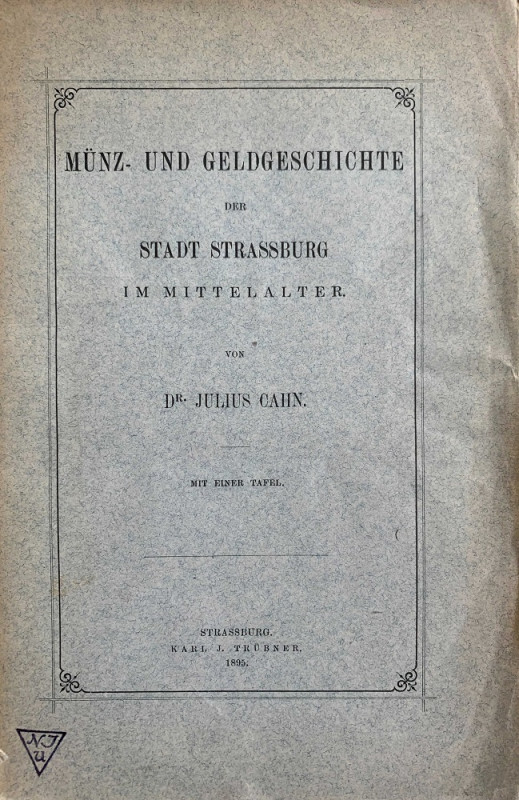 MÜNZ- UND GELDGESCHICHTE
DER
STADT STRASSBURG
IM MITTELALTER.
VON
DR. JULIUS CAHN.
MIT EINER TAFEL.
STRASSBURG.
KARL J. TRÜBNER.
1895.
NJ
U